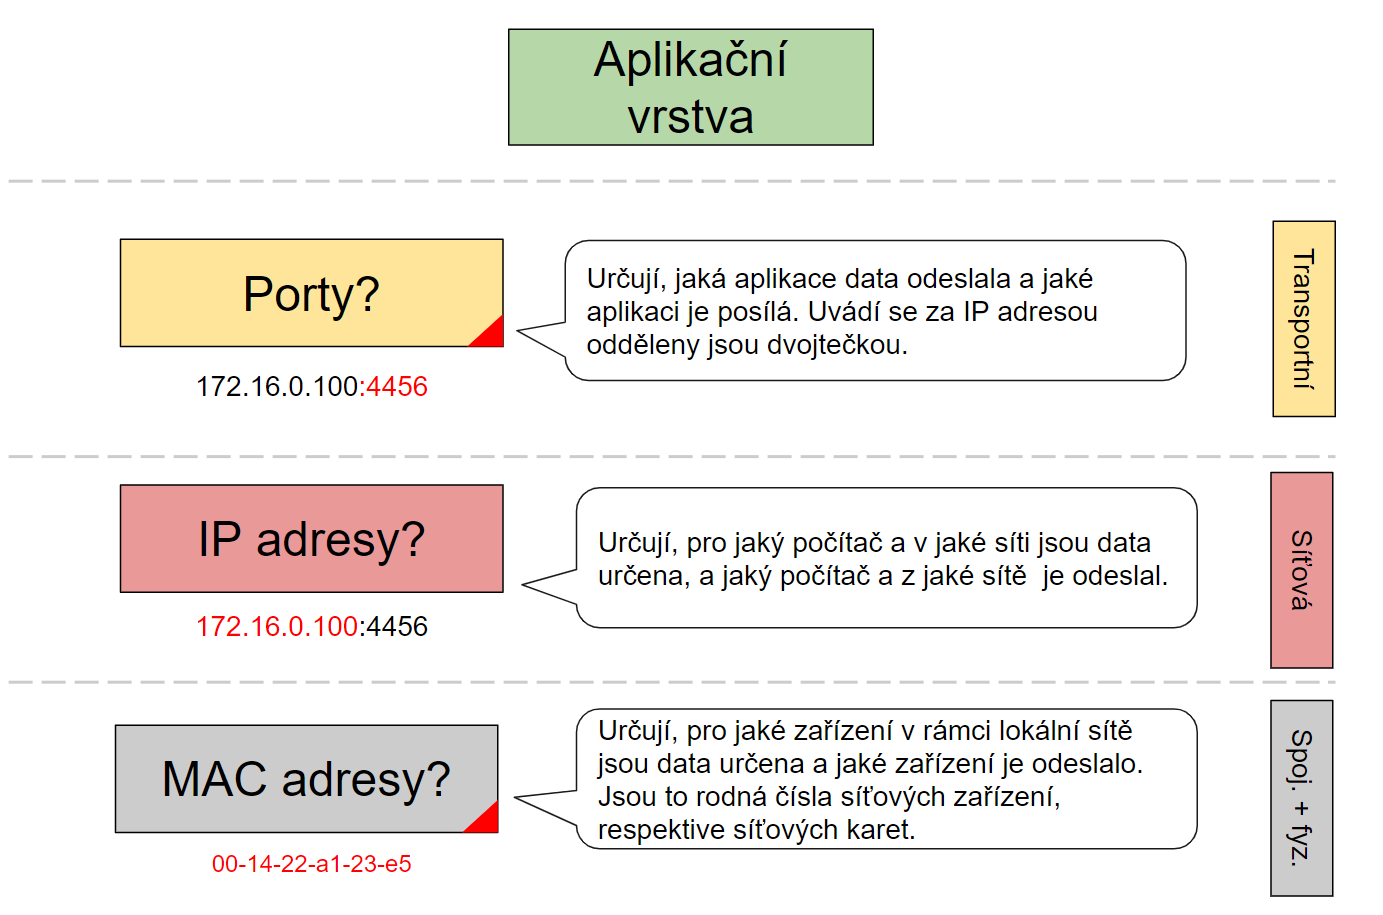 Aplikační
vrstva
Porty?
172.16.0.100:4456
Určují, jaká aplikace data odeslala a jaké
aplikaci je posílá. Uvádí se za IP adresou
odděleny jsou dvojtečkou.
Transportní
IP adresy?
172.16.0.100:4456
Určují, pro jaký počítač a v jaké síti jsou data
určena, a jaký počítač a z jaké sítě  je odeslal.
Síťová
MAC adresy?
00-14-22-a1-23-e5
Určují, pro jaké zařízení v rámci lokální sítě
jsou data určena a jaké zařízení je odeslalo.
Jsou to rodná čísla síťových zařízení,
respektive síťových karet.
Spoj. + fyz.